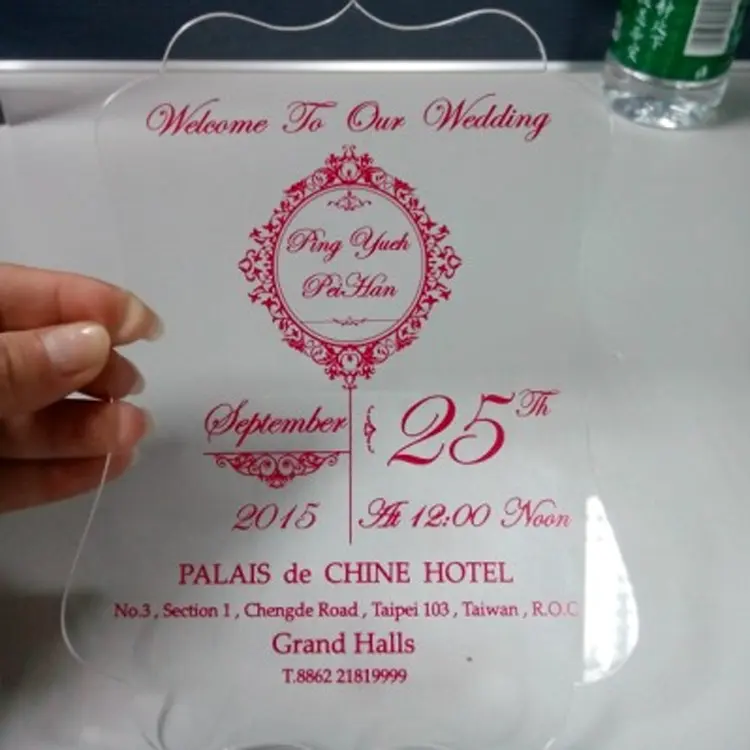 Welcome To Our Wedding
Ping Yueh
PeiHan
September
25Th
2015
At 12:00 Noon
PALAIS de CHINE HOTEL
No.3 , Section 1 , Chengde Road , Taipei 103 , Taiwan , R.O.C
Grand Halls
T.8862 21819999